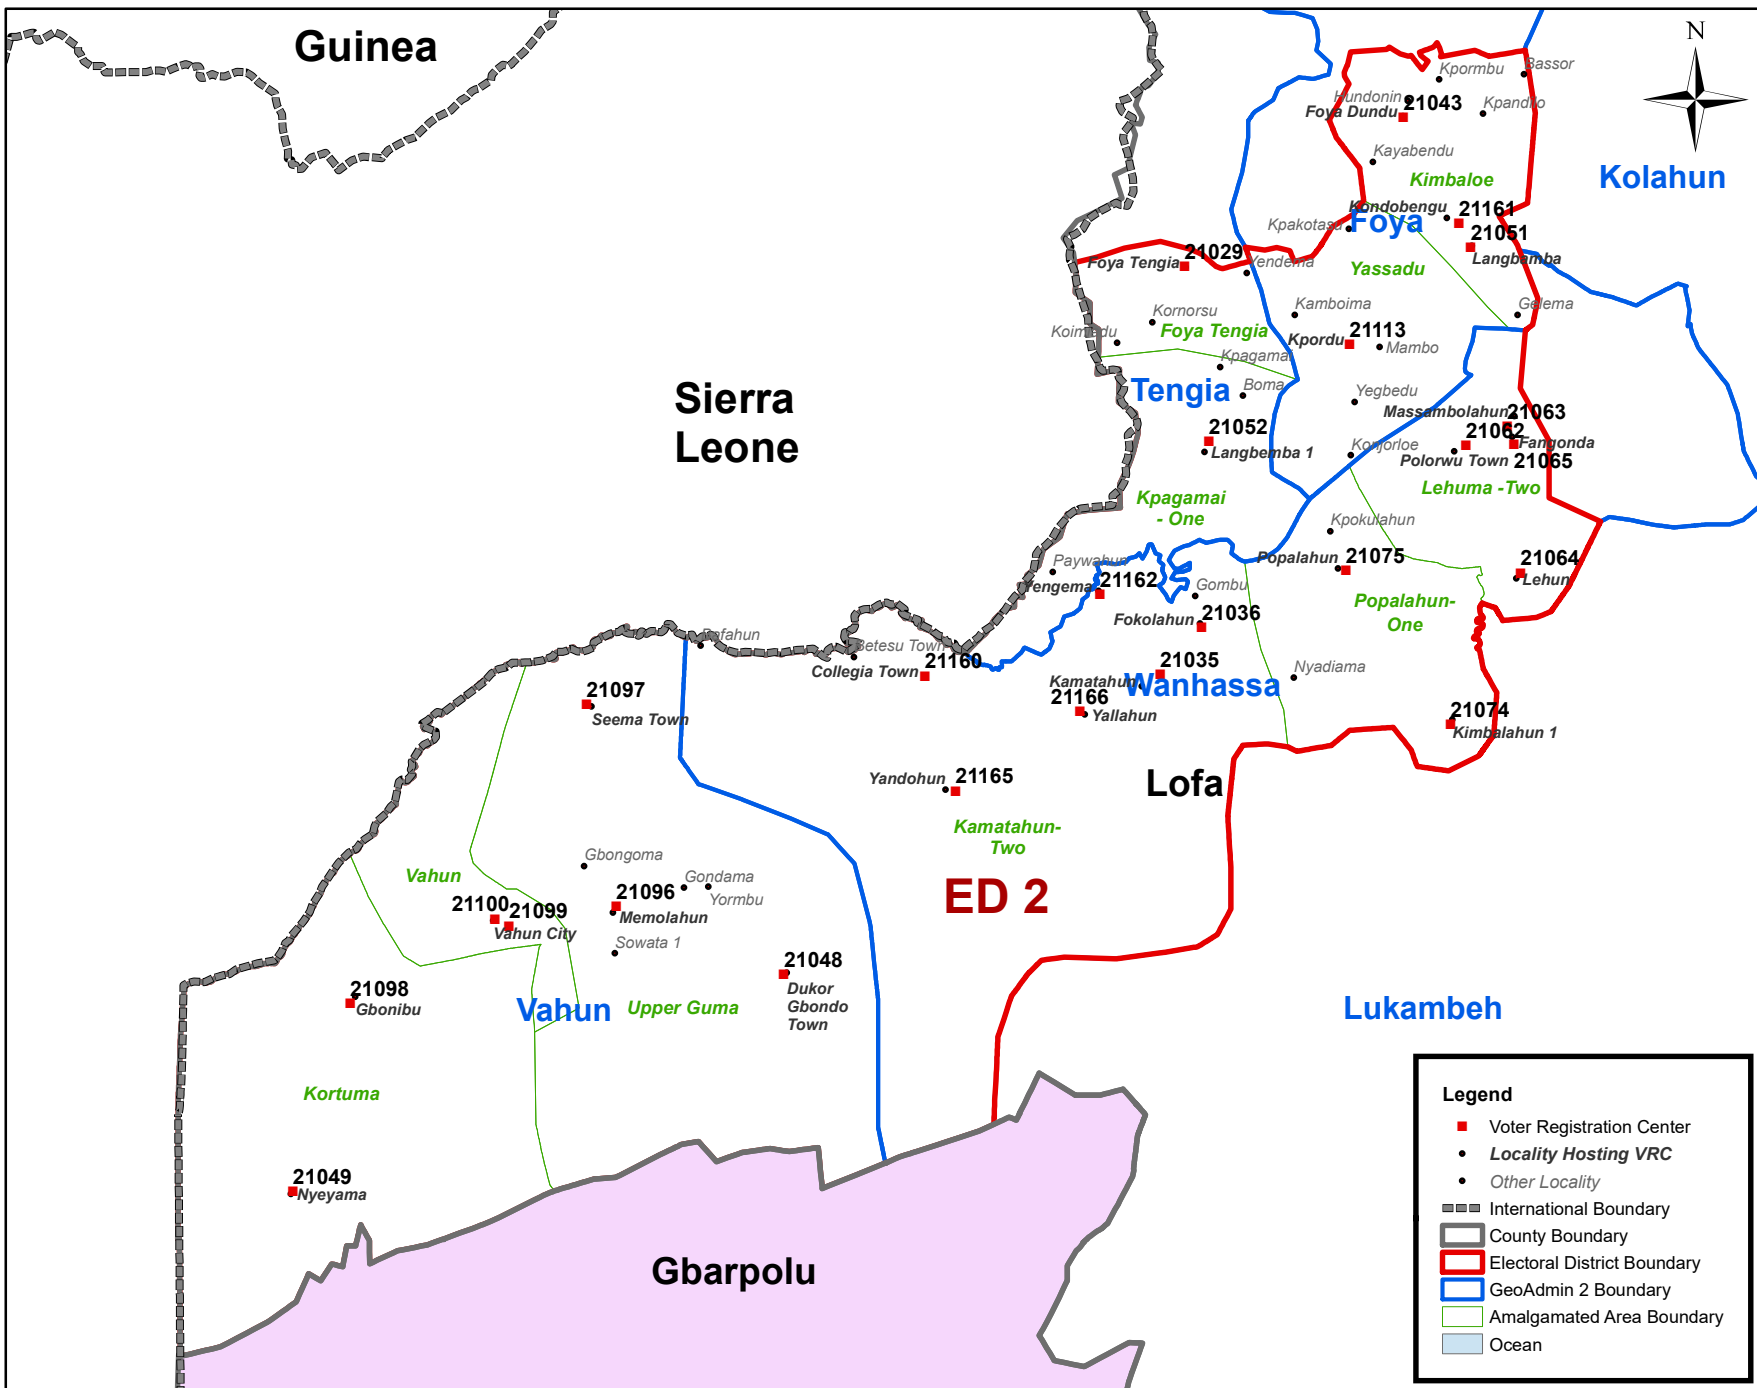 Guinea
N
Kpormbu
Bassor
Hundonin
21043
Kpandilo
Foya Dundu
Kayabendu
Kimbaloe
Kolahun
Kondobengu
21161
Kpakotasu
Foya
21051
Langbamba
21029
Foya Tengia
Yendema
Yassadu
Kornorsu
Kamboima
Gelema
Foya Tengia
21113
Kpordu
Mambo
Kpagamai
Sierra
Leone
Tengia
Boma
Yegbedu
Massambolahun
21063
21052
21062
Fangonda
Langbemba 1
Konjorloe
Polorwu Town
21065
Kpagamai
- One
Lehuma -Two
Kpokulahun
Paywahun
Popalahun
21075
21064
Yengema
21162
Lehun
Gombu
Fokolahun
21036
Popalahun-
One
Betesu Town
Collegia Town
21160
21035
Nyadiama
Kamatahun
Wanhassa
21097
Seema Town
21166
Yallahun
21074
Kimbalahun 1
Yandohun
21165
Lofa
Kamatahun-
Two
Gbongoma
Vahun
Gondama
Yormbu
ED 2
21096
Memolahun
21100
21099
Vahun City
Sowata 1
21048
Dukor
Gbondo
Town
21098
Gbonibu
Vahun
Upper Guma
Lukambeh
Kortuma
21049
Nyeyama
Gbarpolu
Legend
Voter Registration Center
Locality Hosting VRC
Other Locality
International Boundary
County Boundary
Electoral District Boundary
GeoAdmin 2 Boundary
Amalgamated Area Boundary
Ocean